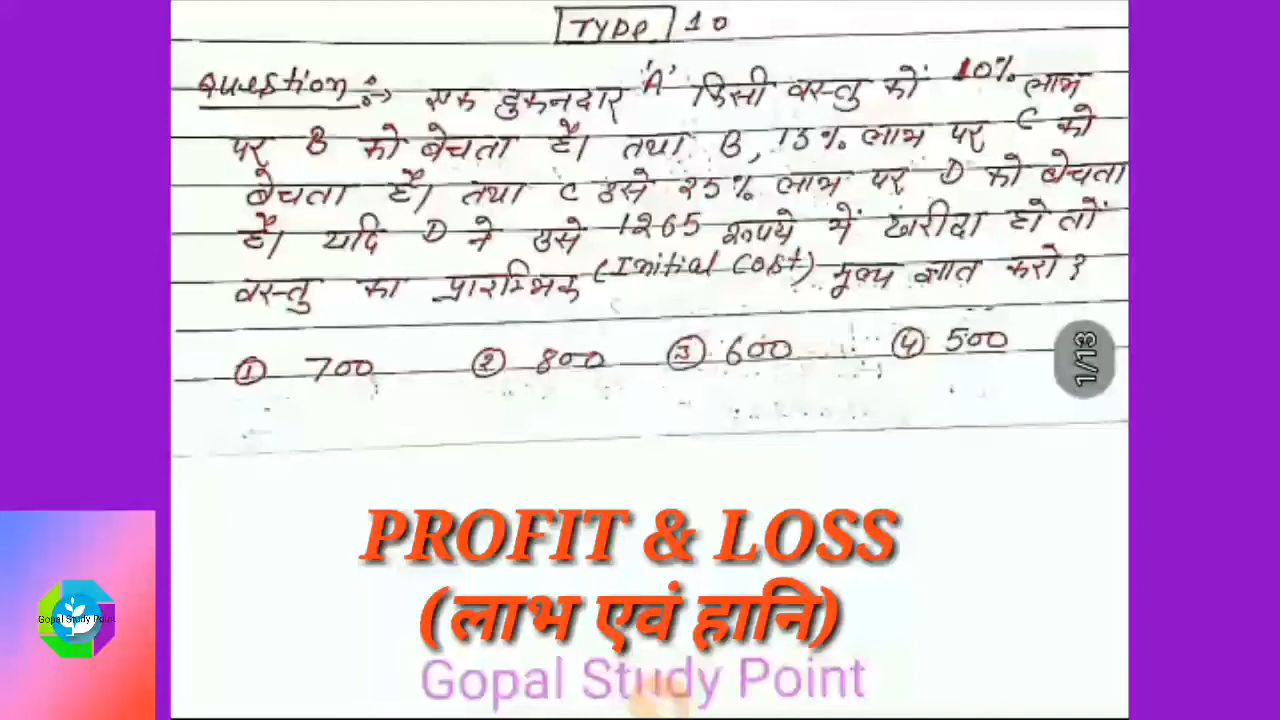 TYPE 10
Question :-> एक दुकानदार 'A' किसी वस्तु को 10% लाभ
पर B को बेचता है। तथा B, 15% लाभ पर C को
बेचता है। तथा C उसे 25% लाभ पर D को बेचता
है। यदि D ने उसे 1265 रूपये में खरीदा हो तों
वस्तु का प्रारम्भिक (Initial Cost) मूल्य ज्ञात करो?
① 700 ② 800 ③ 600 ④ 500
1/13
PROFIT & LOSS
(लाभ एवं हानि)
Gopal Study Point
Gopal Study Point